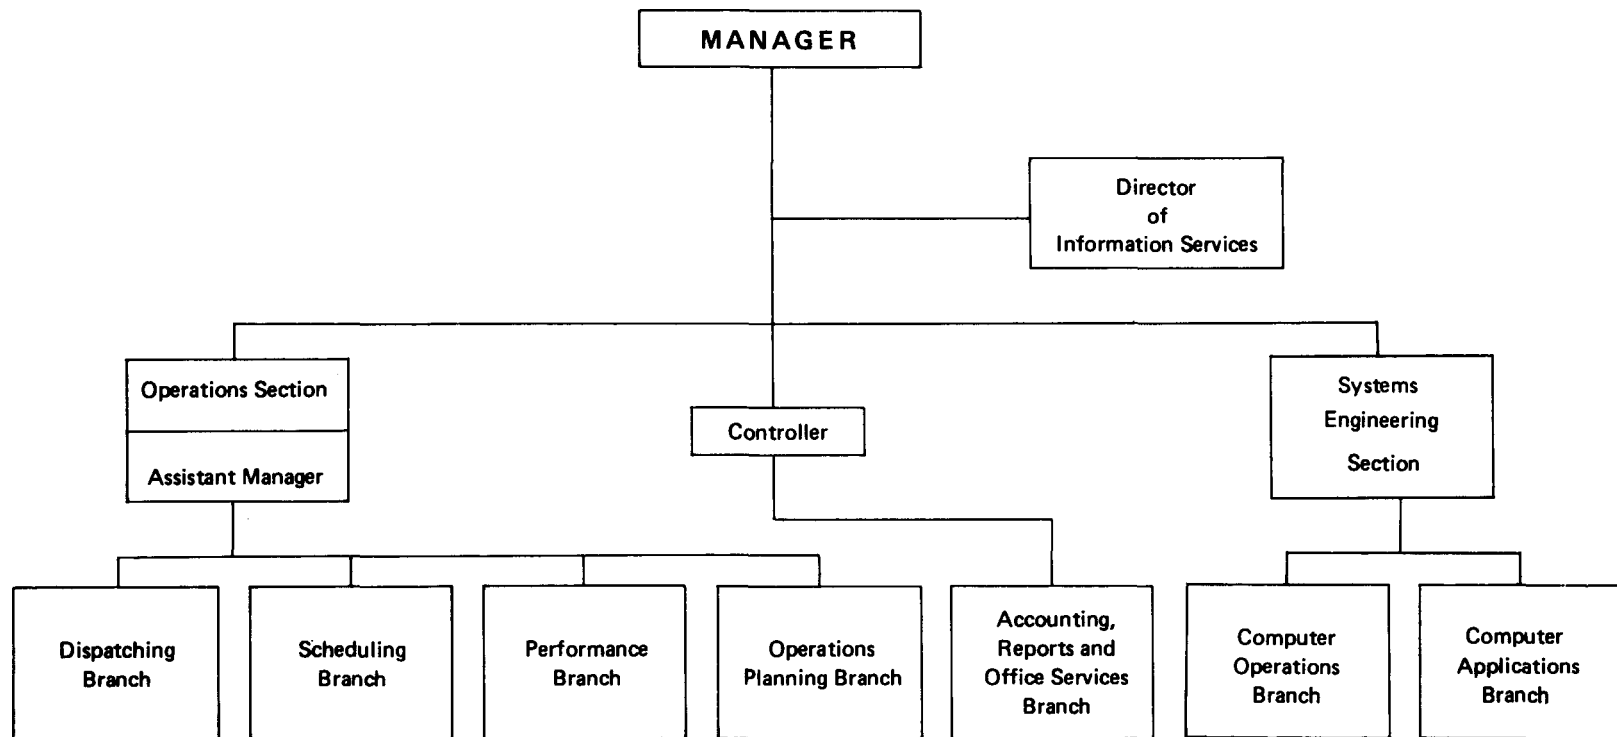 MANAGER
Director
of
Information Services
Operations Section
Assistant Manager
Controller
Systems
Engineering
Section
Dispatching
Branch
Scheduling
Branch
Performance
Branch
Operations
Planning Branch
Accounting,
Reports and
Office Services
Branch
Computer
Operations
Branch
Computer
Applications
Branch